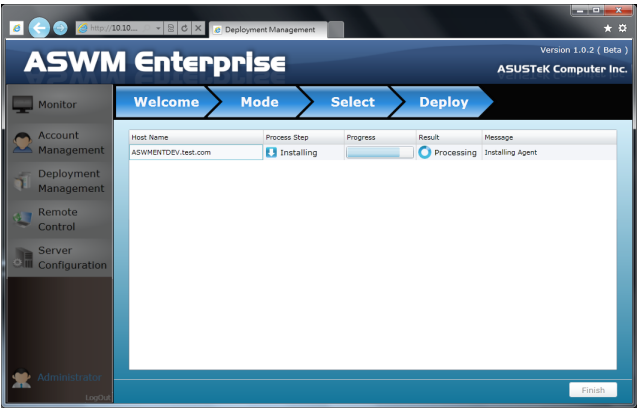 http://10.10...
Deployment Management
ASWM Enterprise
Version 1.0.2 ( Beta )
ASUSTeK Computer Inc.
Monitor
Account
Management
Deployment
Management
Remote
Control
Server
Configuration
Administrator
LogOut
Welcome
Mode
Select
Deploy
Host Name
Process Step
Progress
Result
Message
ASWMENTDEV.test.com
Installing
Processing
Installing Agent
Finish